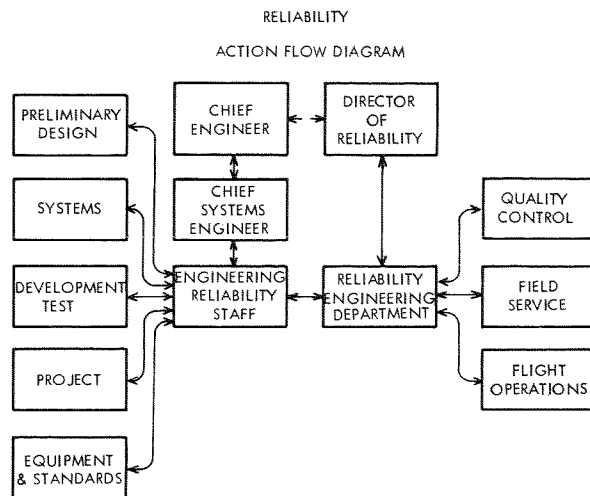 RELIABILITY
ACTION FLOW DIAGRAM
PRELIMINARY
DESIGN
SYSTEMS
DEVELOPMENT
TEST
PROJECT
EQUIPMENT
& STANDARDS
CHIEF
ENGINEER
CHIEF
SYSTEMS
ENGINEER
ENGINEERING
RELIABILITY
STAFF
DIRECTOR
OF
RELIABILITY
RELIABILITY
ENGINEERING
DEPARTMENT
QUALITY
CONTROL
FIELD
SERVICE
FLIGHT
OPERATIONS